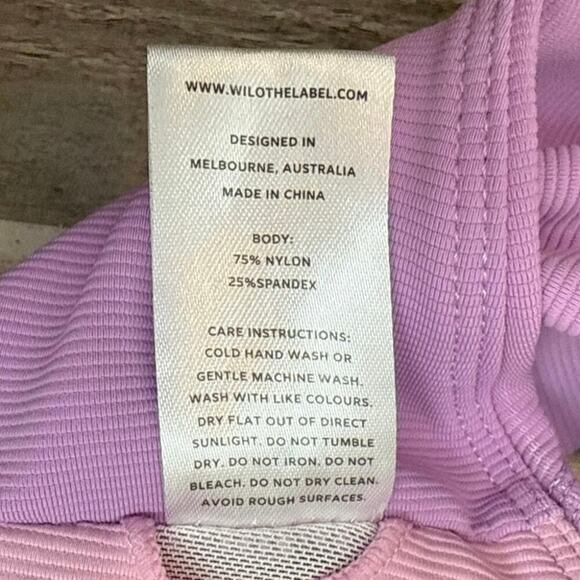 WWW.WILOTHELABEL.COM
DESIGNED IN
MELBOURNE, AUSTRALIA
MADE IN CHINA
BODY:
75% NYLON
25%SPANDEX
CARE INSTRUCTIONS:
COLD HAND WASH OR
GENTLE MACHINE WASH.
WASH WITH LIKE COLOURS.
DRY FLAT OUT OF DIRECT
SUNLIGHT. DO NOT TUMBLE
DRY. DO NOT IRON. DO NOT
BLEACH. DO NOT DRY CLEAN.
AVOID ROUGH SURFACES.